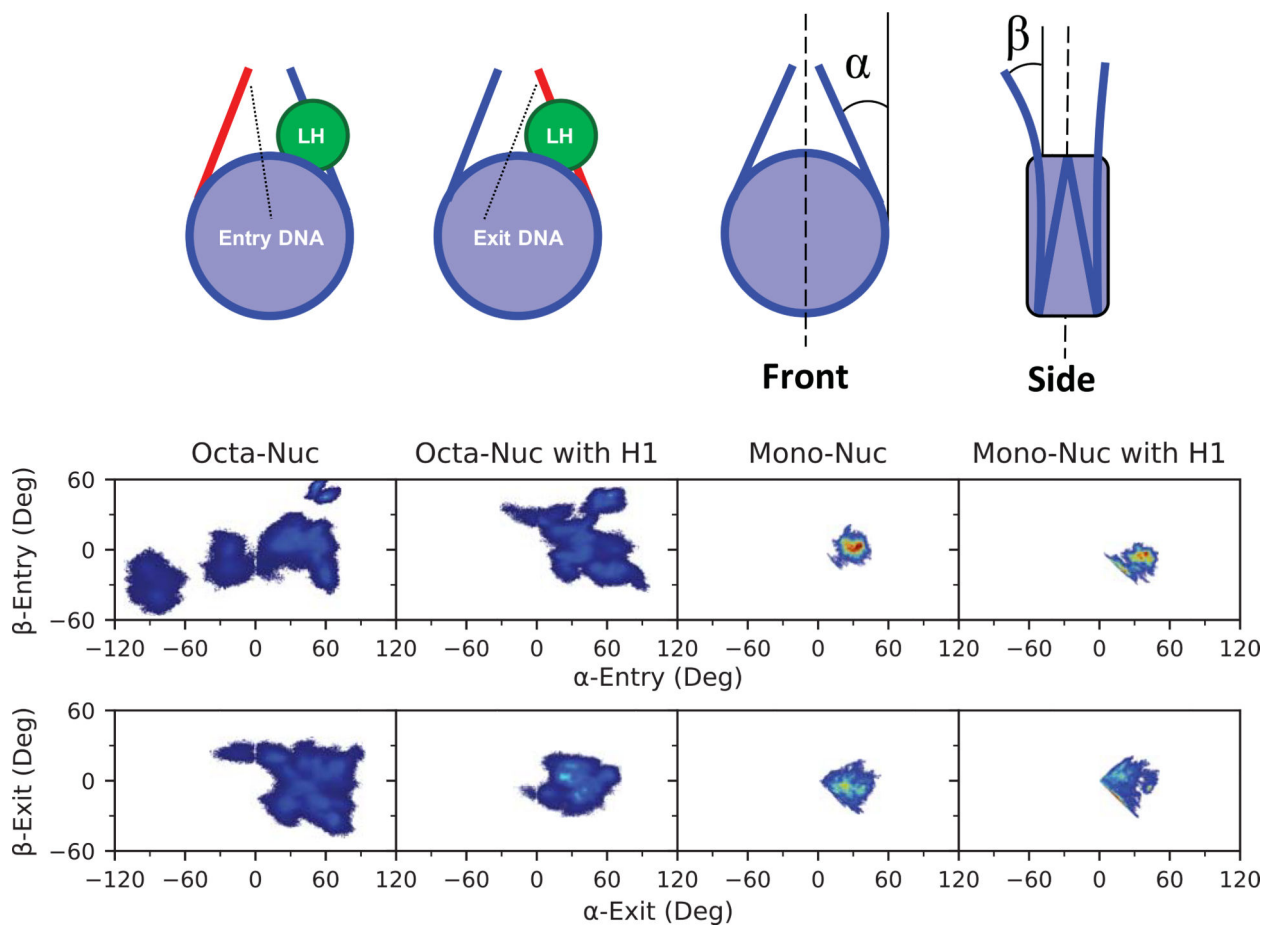 α
β
LH
LH
Entry DNA
Exit DNA
Front
Side
Octa-Nuc
Octa-Nuc with H1
Mono-Nuc
Mono-Nuc with H1
β-Entry (Deg)
60
0
−60
−120 −60 0 60 120 −60 0 60 120 −60 0 60 120 −60 0 60 120
α-Entry (Deg)
β-Exit (Deg)
60
0
−60
−120 −60 0 60 120 −60 0 60 120 −60 0 60 120 −60 0 60 120
α-Exit (Deg)